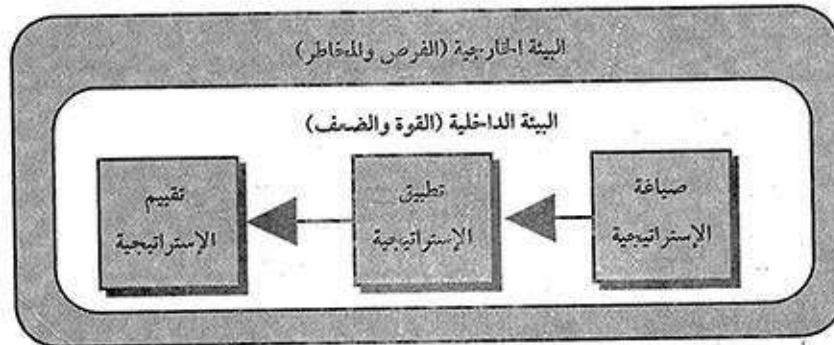 البيئة الخارجية (الفرص والمخاطر)
البيئة الداخلية (القوة والضعف)
صياغة
الإستراتيجية
تطبيق
الإستراتيجية
تقييم
الإستراتيجية